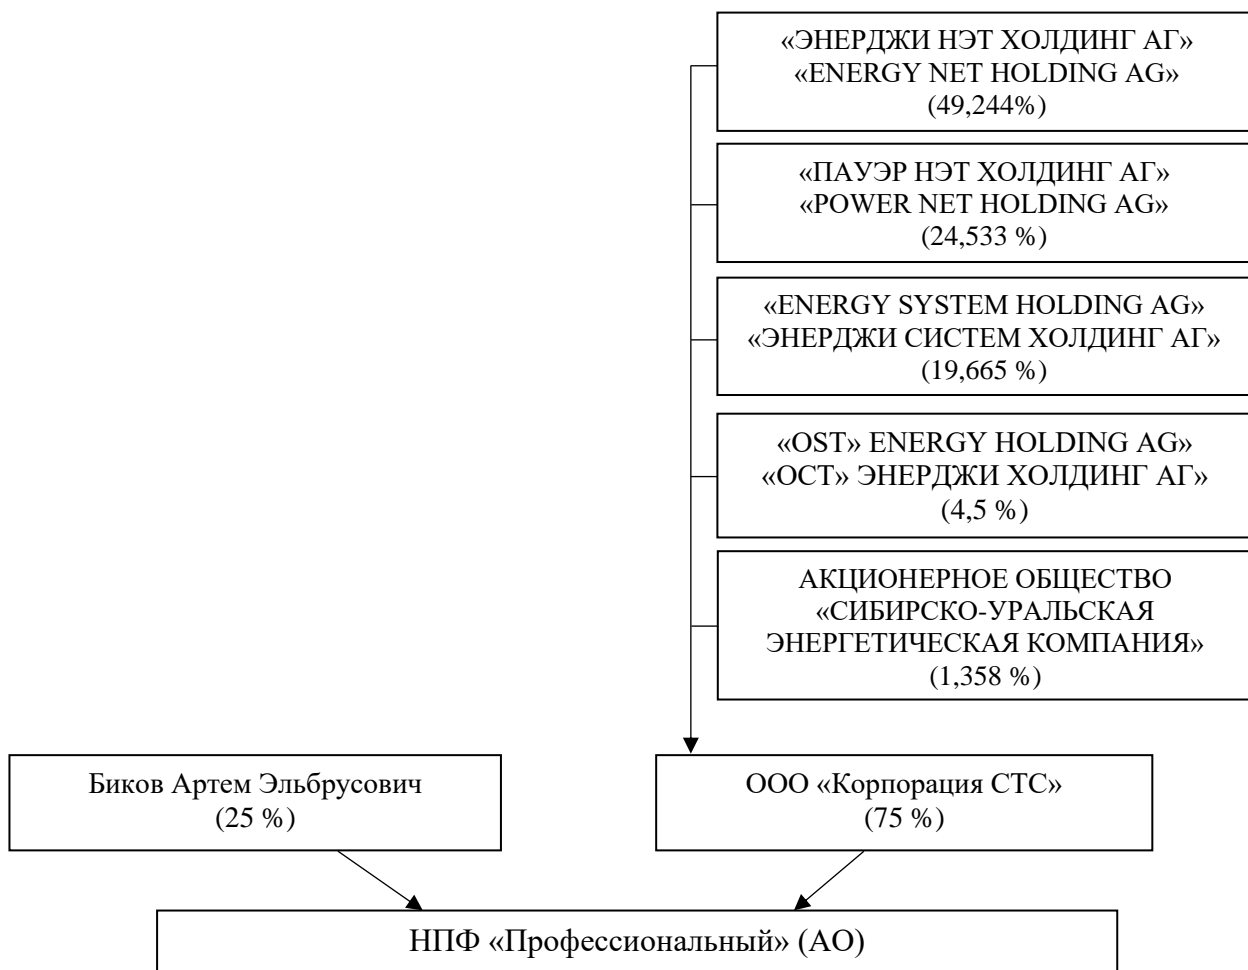 «ЭНЕРДЖИ НЭТ ХОЛДИНГ АГ»
«ENERGY NET HOLDING AG»
(49,244%)
«ПАУЭР НЭТ ХОЛДИНГ АГ»
«POWER NET HOLDING AG»
(24,533 %)
«ENERGY SYSTEM HOLDING AG»
«ЭНЕРДЖИ СИСТЕМ ХОЛДИНГ АГ»
(19,665 %)
«OST» ENERGY HOLDING AG»
«ОСТ» ЭНЕРДЖИ ХОЛДИНГ АГ»
(4,5 %)
АКЦИОНЕРНОЕ ОБЩЕСТВО
«СИБИРСКО-УРАЛЬСКАЯ
ЭНЕРГЕТИЧЕСКАЯ КОМПАНИЯ»
(1,358 %)
Биков Артем Эльбрусович
(25 %)
ООО «Корпорация СТС»
(75 %)
НПФ «Профессиональный» (АО)